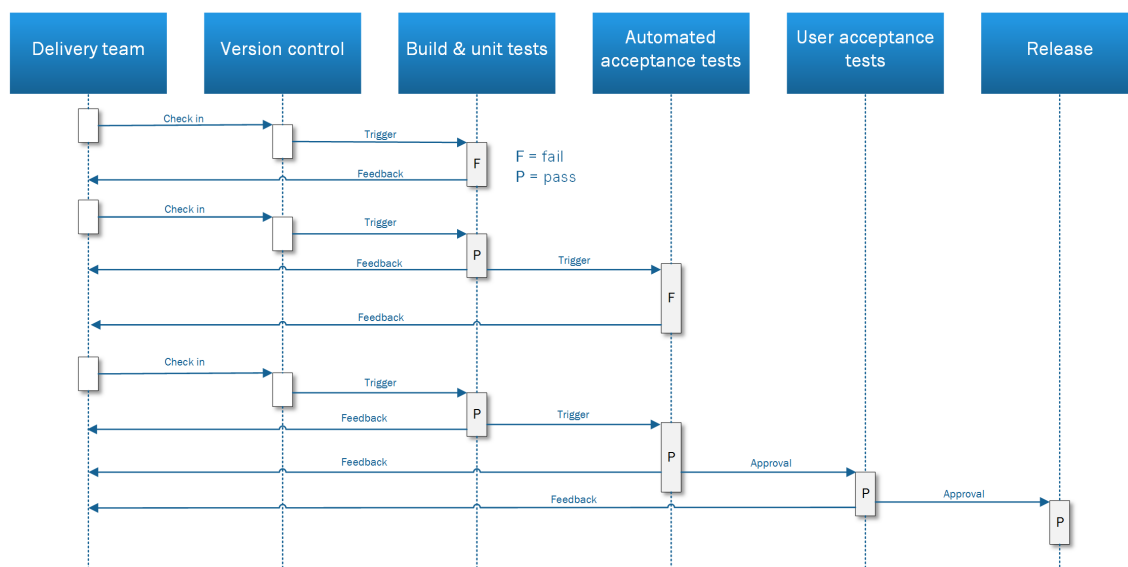 Delivery team
Version control
Build & unit tests
Automated
acceptance tests
User acceptance
tests
Release
Check in
Trigger
F
F = fail
P = pass
Feedback
Check in
Trigger
P
Feedback
Trigger
F
Feedback
Check in
Trigger
P
Feedback
Trigger
P
Feedback
Approval
P
Feedback
Approval
P